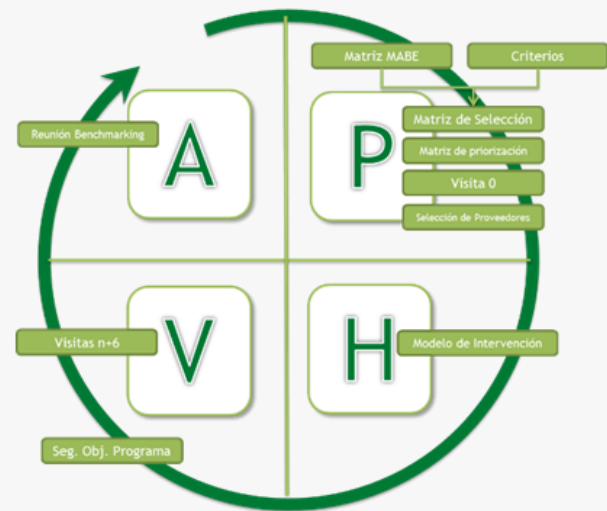 Matriz MABE
Criterios
Matriz de Selección
Matriz de priorización
Visita 0
Selección de Proveedores
P
A
Reunión Benchmarking
H
Modelo de Intervención
V
Visitas n+6
Seg. Obj. Programa